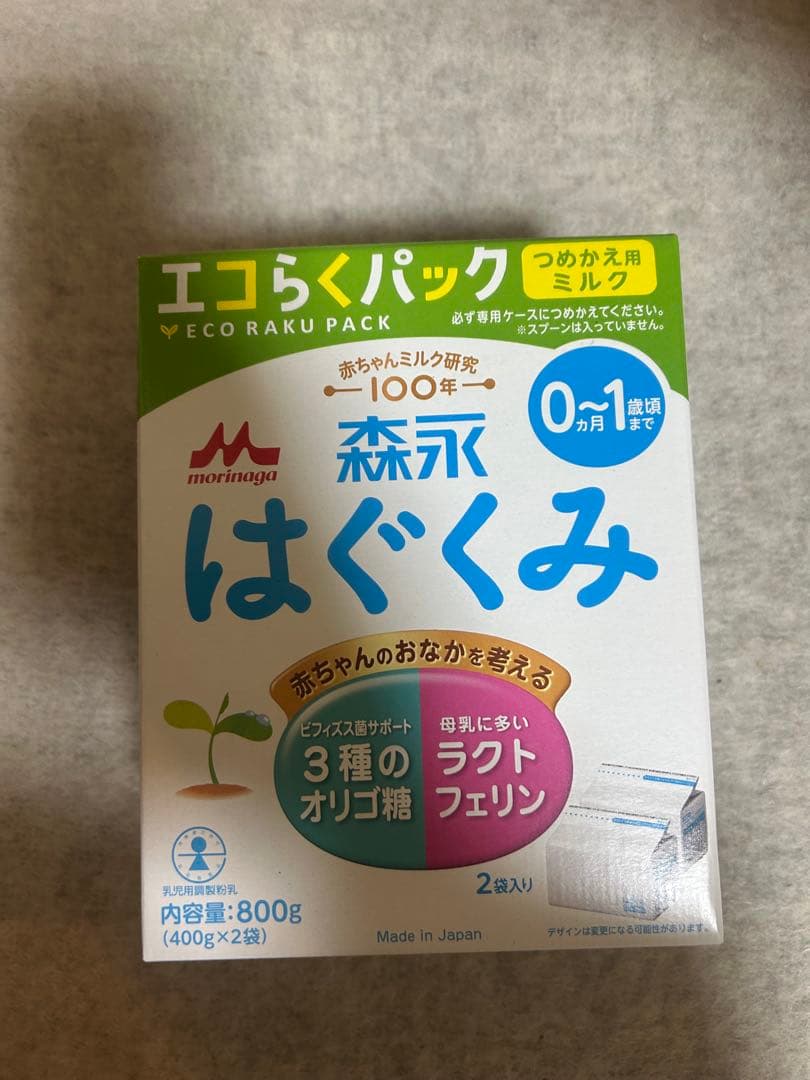 エコらくパック
ECO RAKU PACK
つめかえ用
ミルク
必ず専用ケースにつめかえてください。
※スプーンは入っていません。
赤ちゃんミルク研究
100年
0ヵ月~1歳頃まで
morinaga
森永
はぐくみ
赤ちゃんのおなかを考える
ビフィズス菌サポート
3種の
オリゴ糖
母乳に多い
ラクト
フェリン
2袋入り
乳児用調製粉乳
内容量:800g
(400g×2袋)
Made in Japan
デザインは変更になる可能性があります。